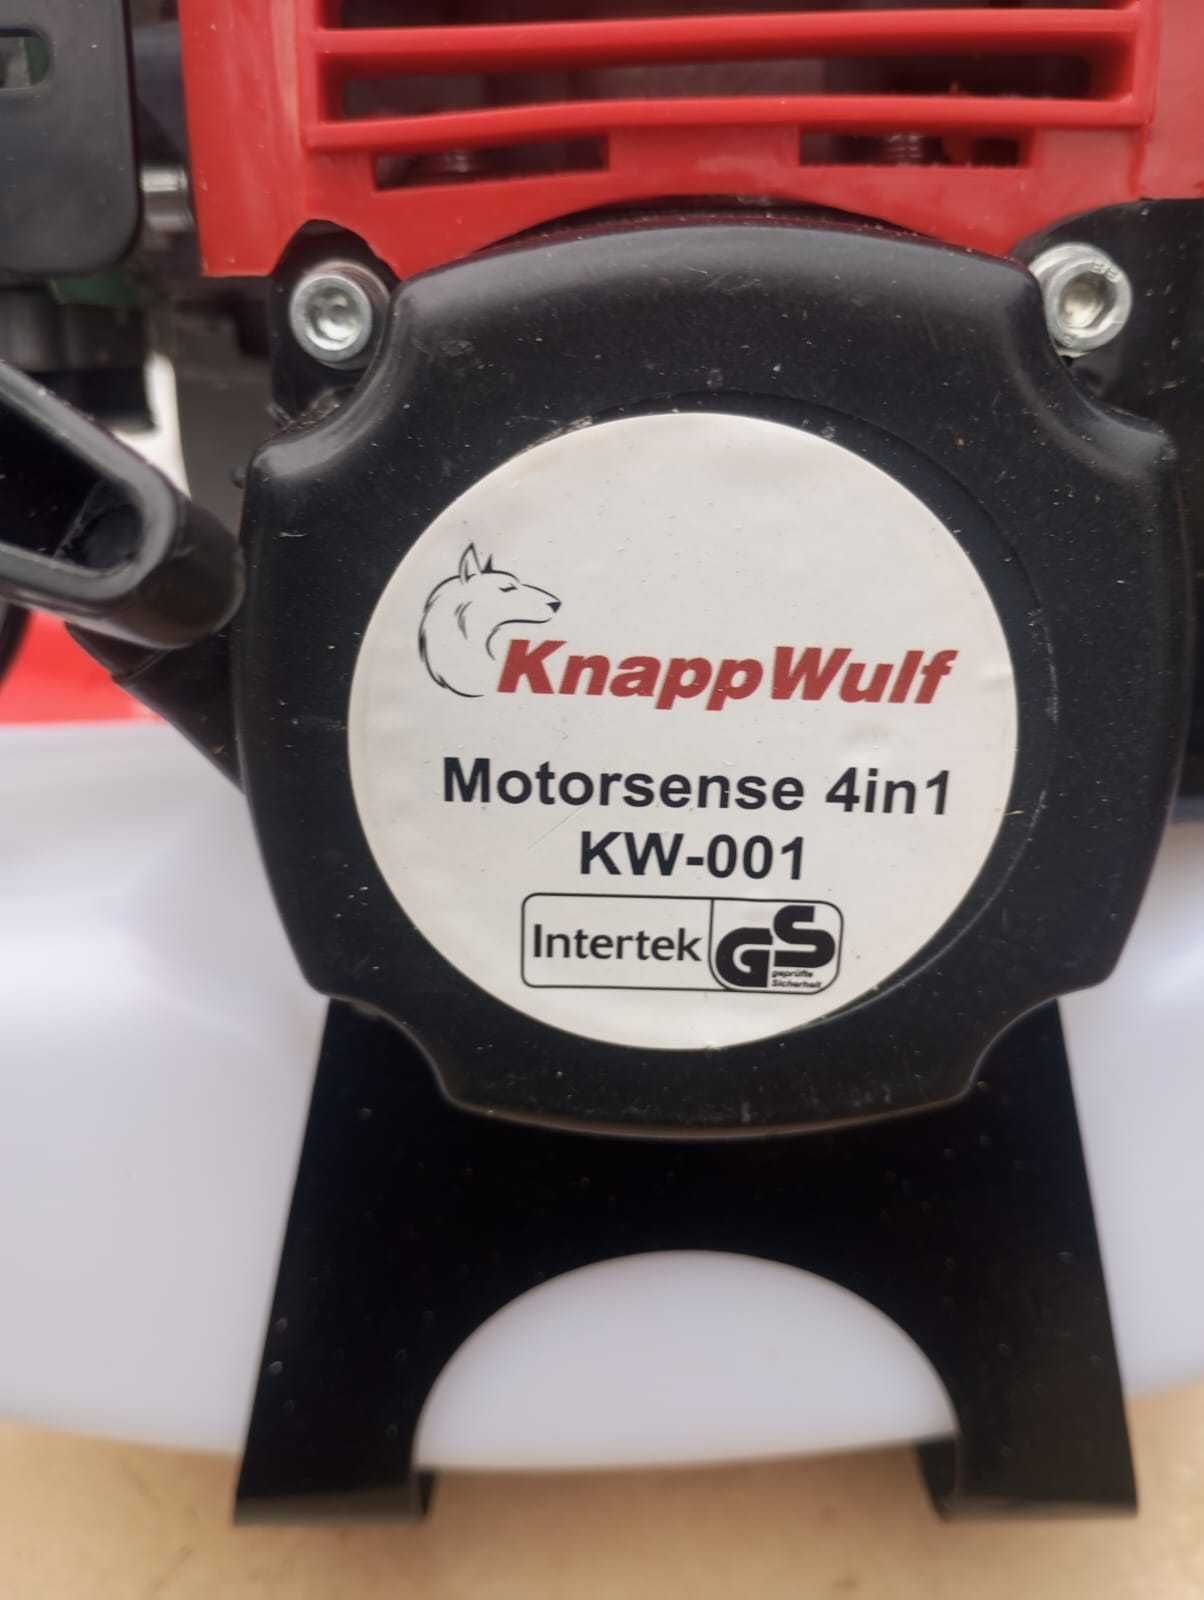 KnappWulf
Motorsense 4in1
KW-001
Intertek GS
geprüfte
Sicherheit